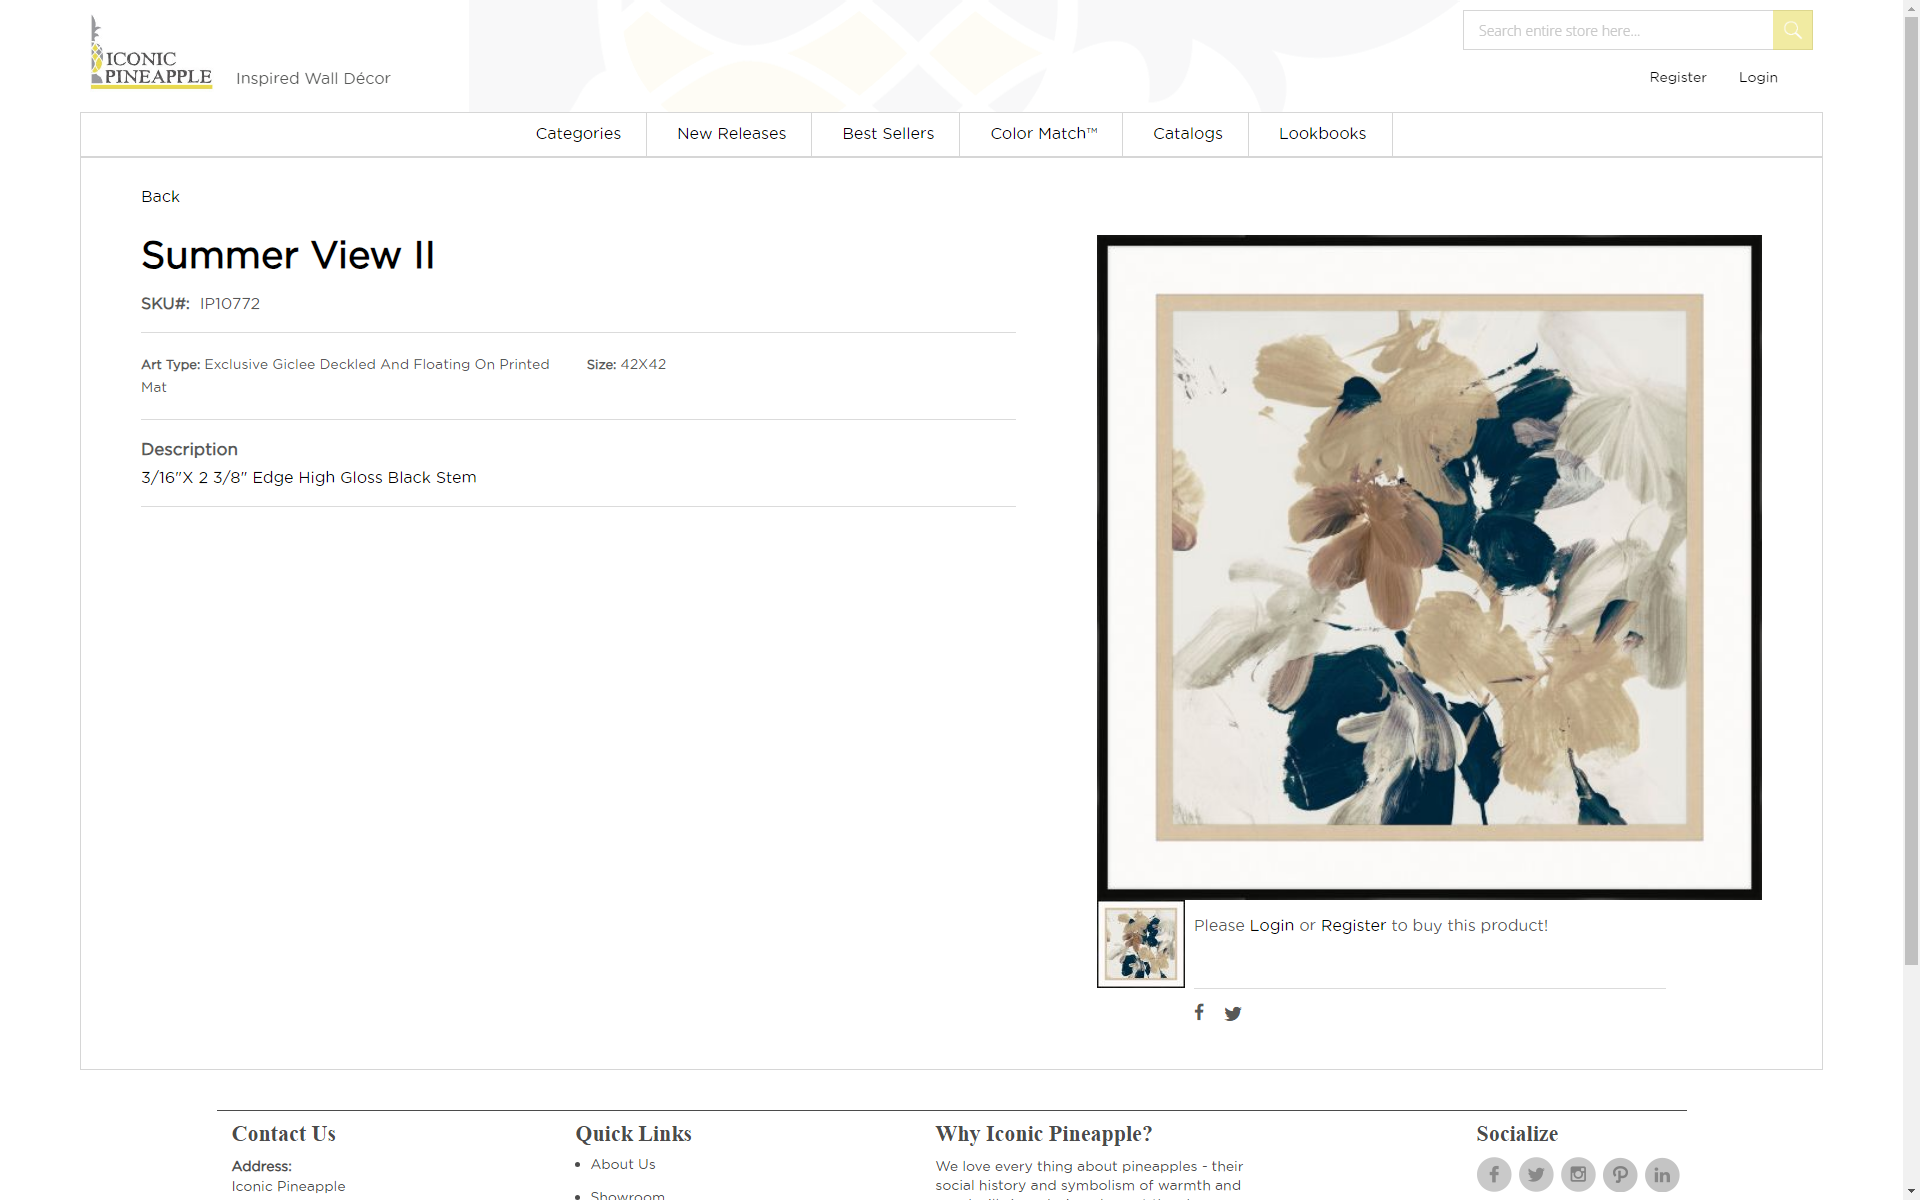 ICONIC
PINEAPPLE
Inspired Wall Décor
Search entire store here...
Register
Login
Categories
New Releases
Best Sellers
Color Match™
Catalogs
Lookbooks
Back
Summer View II
SKU#: IP10772
Art Type: Exclusive Giclee Deckled And Floating On Printed
Mat
Size: 42X42
Description
3/16"X 2 3/8" Edge High Gloss Black Stem
Please Login or Register to buy this product!
Contact Us
Address:
Iconic Pineapple
Quick Links
About Us
Showroom
Why Iconic Pineapple?
We love every thing about pineapples - their
social history and symbolism of warmth and
Socialize